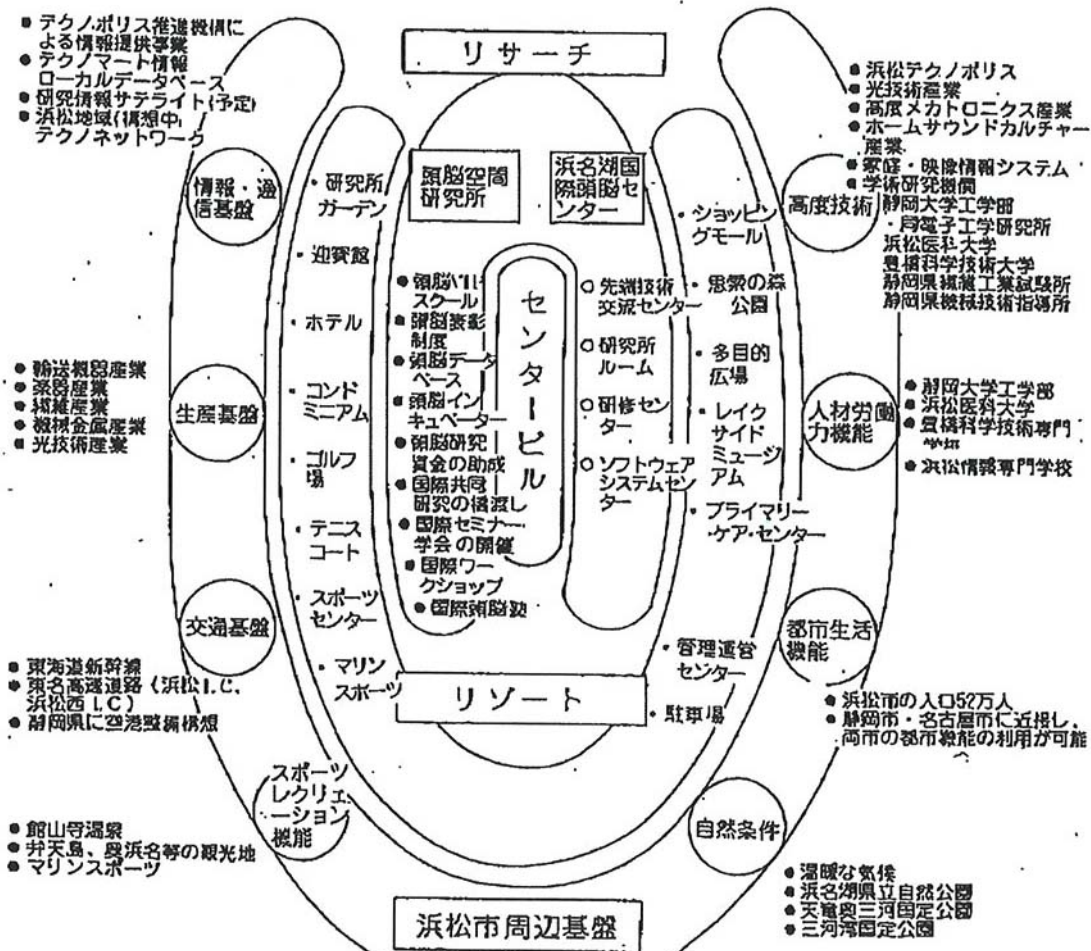 リサーチ
● テクノポリス推進機構に
よる情報提供事業
● テクノマート情報
ローカルデータベース
● 研究情報サテライト(予定)
● 浜松地域(構想中)
テクノネットワーク
情報・通
信基盤
● 輸送機器産業
● 楽器産業
● 繊維産業
● 機械金属産業
● 光技術産業
生産基盤
交通基盤
● 東海道新幹線
● 東名高速道路(浜松I.C,
浜松西I.C)
● 静岡県に空港整備構想
スポーツ
レクリェ
ーション
機能
● 館山寺温泉
● 弁天島、奥浜名等の観光地
● マリンスポーツ
・研究所
ガーデン
・迎賓館
・ホテル
・コンド
ミニアム
・ゴルフ
場
・テニス
コート
・スポーツ
センター
・マリン
スポーツ
頭脳空間
研究所
浜名湖国
際頭脳セ
ンター
スクール
● 頭脳表彰
制度
● 頭脳データ
ベース
● 頭脳イン
キュベーター
● 頭脳研究
資金の助成
● 国際共同
研究の橋渡し
● 国際セミナー・
学会の開催
● 国際ワー
クショップ
● 国際頭脳塾
センタービル
○ 先端技術
交流センター
○ 研究所
ルーム
○ 研修セン
ター
○ ソフトウェア
システムセン
ター
リゾート
・ショッピン
グモール
・思索の森
公園
・多目的
広場
・レイク
サイド
ミュージ
アム
・プライマリー
・ケア・センター
・管理運営
センター
・駐車場
● 浜松テクノポリス
● 光技術産業
● 高度メカトロニクス産業
● ホームサウンドカルチャー
産業
● 家庭・映像情報システム
● 学術研究機関
静岡大学工学部
・同電子工学研究所
浜松医科大学
豊橋科学技術大学
静岡県繊維工業試験所
静岡県機械技術指導所
高度技術
人材労働
力機能
● 静岡大学工学部
● 浜松医科大学
● 豊橋科学技術専門
学校
● 浜松情報専門学校
都市生活
機能
● 浜松市の人口52万人
● 静岡市・名古屋市に近接し、
両市の都市機能の利用が可能
自然条件
● 温暖な気候
● 浜名湖県立自然公園
● 天竜奥三河国定公園
● 三河湾国定公園
浜松市周辺基盤